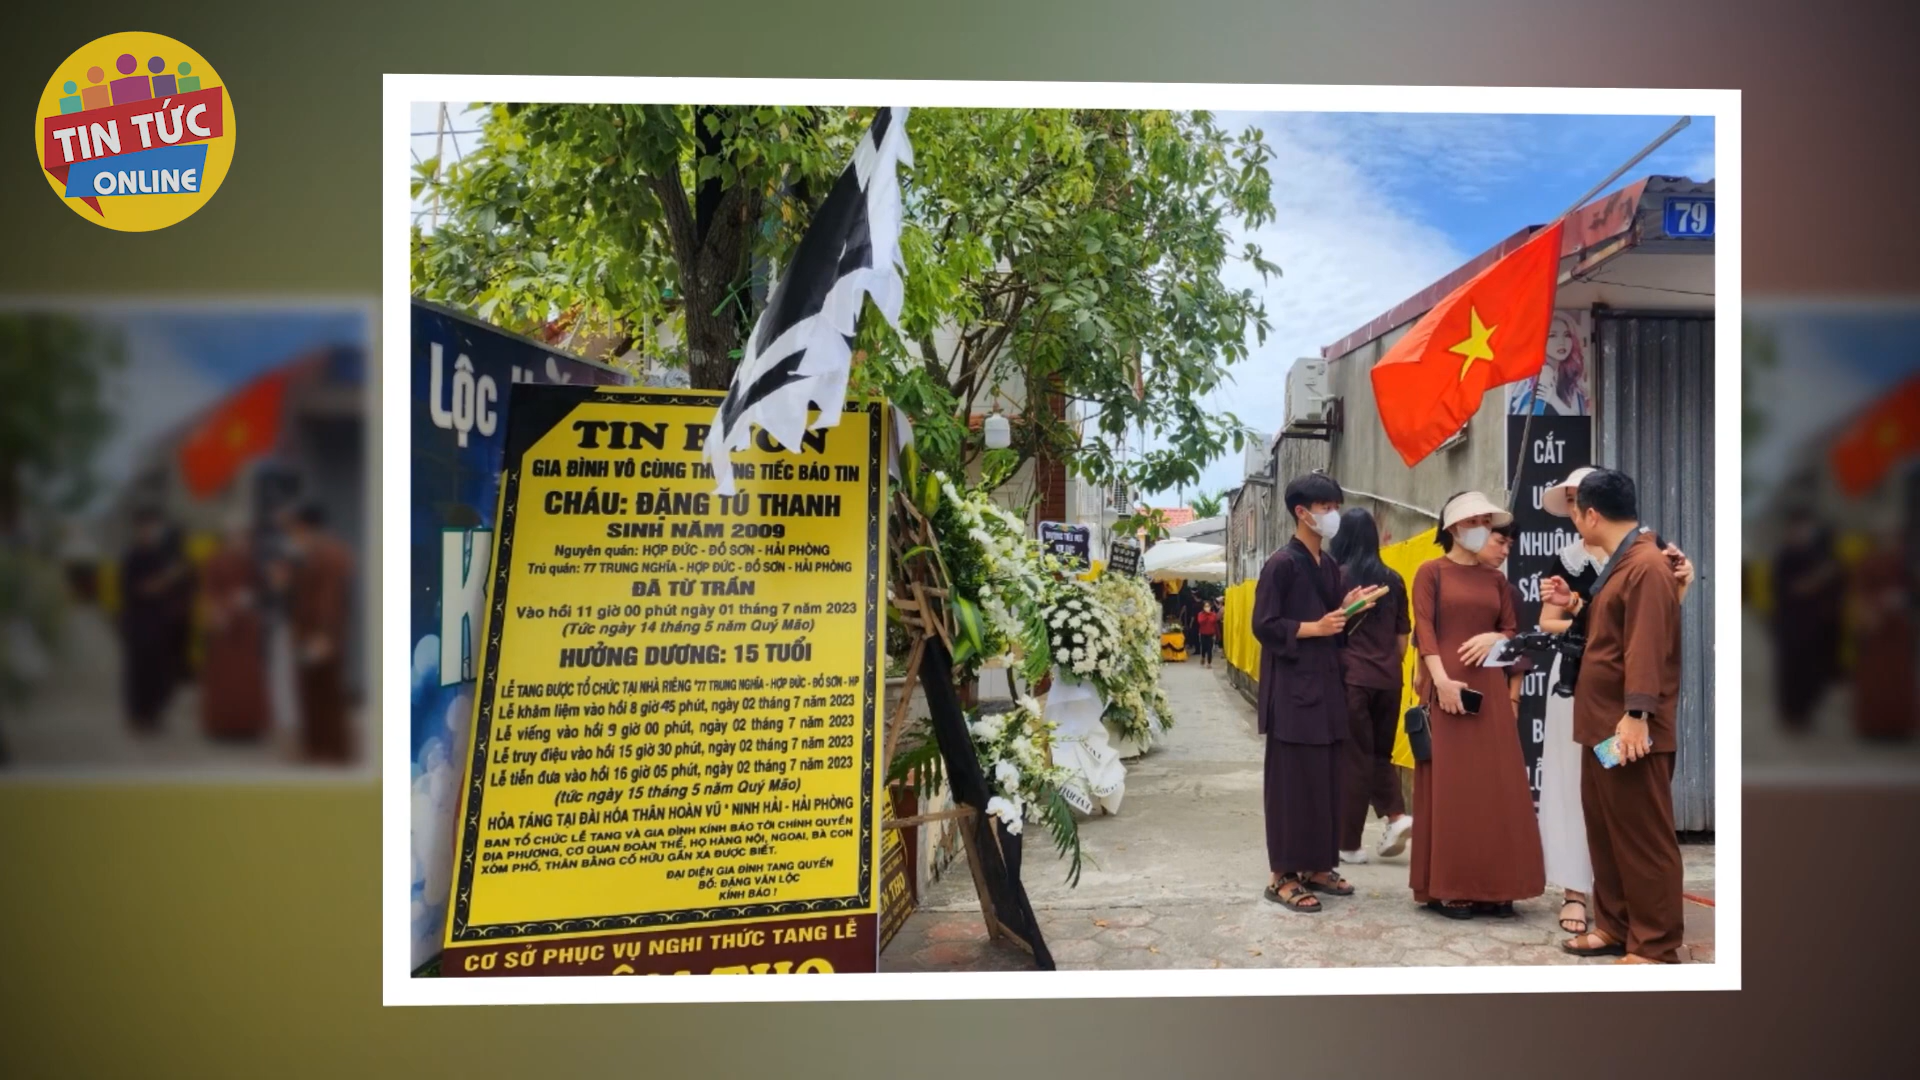 TIN TỨC
ONLINE
79
LỘC
TIN BUỒN
GIA ĐÌNH VÔ CÙNG THƯƠNG TIẾC BÁO TIN
CHÁU: ĐẶNG TÚ THANH
SINH NĂM 2009
Nguyên quán: HỢP ĐỨC - ĐỒ SƠN - HẢI PHÒNG
Trú quán: 77 TRUNG NGHĨA - HỢP ĐỨC - ĐỒ SƠN - HẢI PHÒNG
ĐÃ TỪ TRẦN
Vào hồi 11 giờ 00 phút ngày 01 tháng 7 năm 2023
(Tức ngày 14 tháng 5 năm Quý Mão)
HƯỞNG DƯƠNG: 15 TUỔI
LỄ TANG ĐƯỢC TỔ CHỨC TẠI NHÀ RIÊNG "77 TRUNG NGHĨA - HỢP ĐỨC - ĐỒ SƠN - HP
Lễ khâm liệm vào hồi 8 giờ 45 phút, ngày 02 tháng 7 năm 2023
Lễ viếng vào hồi 9 giờ 00 phút, ngày 02 tháng 7 năm 2023
Lễ truy điệu vào hồi 15 giờ 30 phút, ngày 02 tháng 7 năm 2023
Lễ tiễn đưa vào hồi 16 giờ 05 phút, ngày 02 tháng 7 năm 2023
(tức ngày 15 tháng 5 năm Quý Mão)
HỎA TÁNG TẠI ĐÀI HÓA THÂN HOÀN VŨ * NINH HẢI - HẢI PHÒNG
BAN TỔ CHỨC LỄ TANG VÀ GIA ĐÌNH KÍNH BÁO TỚI CHÍNH QUYỀN
ĐỊA PHƯƠNG, CƠ QUAN ĐOÀN THỂ, HỌ HÀNG NỘI, NGOẠI, BÀ CON
XÓM PHỐ, THÂN BẰNG CỐ HỮU GẦN XA ĐƯỢC BIẾT.
ĐẠI DIỆN GIA ĐÌNH TANG QUYẾN
BỐ: ĐẶNG VĂN LỘC
KÍNH BÁO !
CƠ SỞ PHỤC VỤ NGHI THỨC TANG LỄ
CẮT
NHUỘM